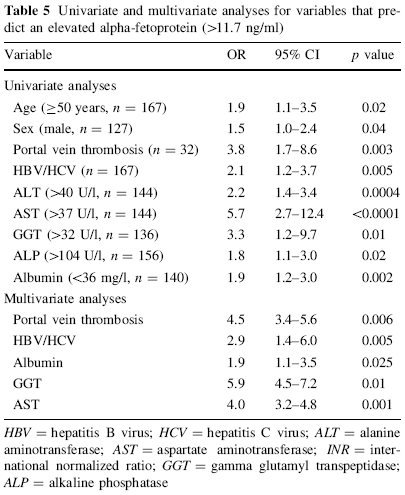 Table 5 Univariate and multivariate analyses for variables that pre-
dict an elevated alpha-fetoprotein (>11.7 ng/ml)
Variable OR 95% CI p value
Univariate analyses
Age (≥50 years, n = 167) 1.9 1.1–3.5 0.02
Sex (male, n = 127) 1.5 1.0–2.4 0.04
Portal vein thrombosis (n = 32) 3.8 1.7–8.6 0.003
HBV/HCV (n = 167) 2.1 1.2–3.7 0.005
ALT (>40 U/l, n = 144) 2.2 1.4–3.4 0.0004
AST (>37 U/l, n = 144) 5.7 2.7–12.4 <0.0001
GGT (>32 U/l, n = 136) 3.3 1.2–9.7 0.01
ALP (>104 U/l, n = 156) 1.8 1.1–3.0 0.02
Albumin (<36 mg/l, n = 140) 1.9 1.2–3.0 0.002
Multivariate analyses
Portal vein thrombosis 4.5 3.4–5.6 0.006
HBV/HCV 2.9 1.4–6.0 0.005
Albumin 1.9 1.1–3.5 0.025
GGT 5.9 4.5–7.2 0.01
AST 4.0 3.2–4.8 0.001
HBV = hepatitis B virus; HCV = hepatitis C virus; ALT = alanine
aminotransferase; AST = aspartate aminotransferase; INR = inter-
national normalized ratio; GGT = gamma glutamyl transpeptidase;
ALP = alkaline phosphatase